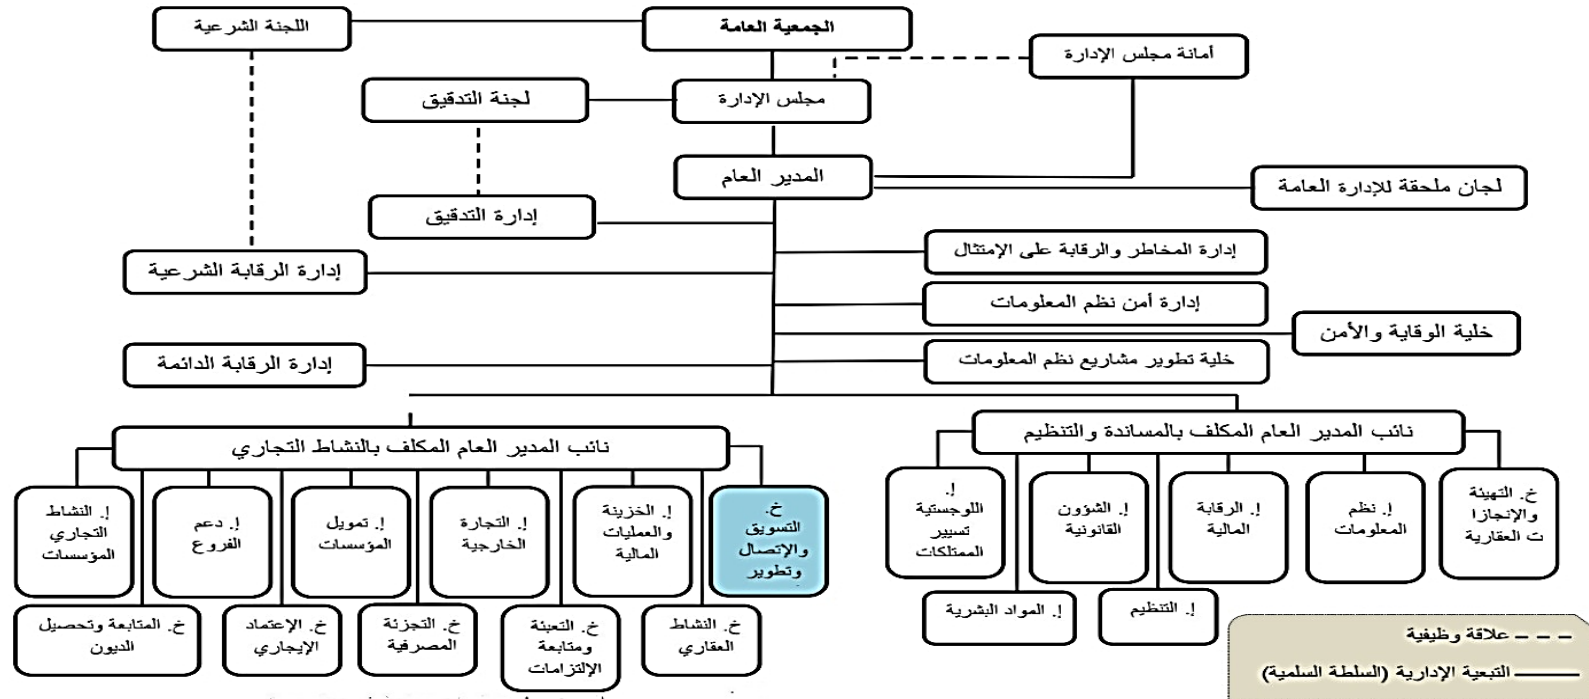 الجمعية العامة
اللجنة الشرعية
أمانة مجلس الإدارة
مجلس الإدارة
لجنة التدقيق
المدير العام
لجان ملحقة للإدارة العامة
إدارة التدقيق
إدارة المخاطر والرقابة على الإمتثال
إدارة الرقابة الشرعية
إدارة أمن نظم المعلومات
خلية الوقاية والأمن
خلية تطوير مشاريع نظم المعلومات
إدارة الرقابة الدائمة
نائب المدير العام المكلف بالمساندة والتنظيم
نائب المدير العام المكلف بالنشاط التجاري
خ. التهيئة
والإنجازا
ت العقارية
إ. نظم
المعلومات
إ. الرقابة
المالية
إ. الشؤون
القانونية
إ.
اللوجستية
تسيير
الممتلكات
إ. التنظيم
إ. المواد البشرية
خ.
التسويق
والإتصال
وتطوير
إ. الخزينة
والعمليات
المالية
إ. التجارة
الخارجية
إ. تمويل
المؤسسات
إ. دعم
الفروع
إ. النشاط
التجاري
المؤسسات
خ. النشاط
العقاري
خ. التعبئة
ومتابعة
الإلتزامات
خ. التجزئة
المصرفية
خ. الإعتماد
الإيجاري
خ. المتابعة وتحصيل
الديون
علاقة وظيفية
التبعية الإدارية (السلطة السلمية)